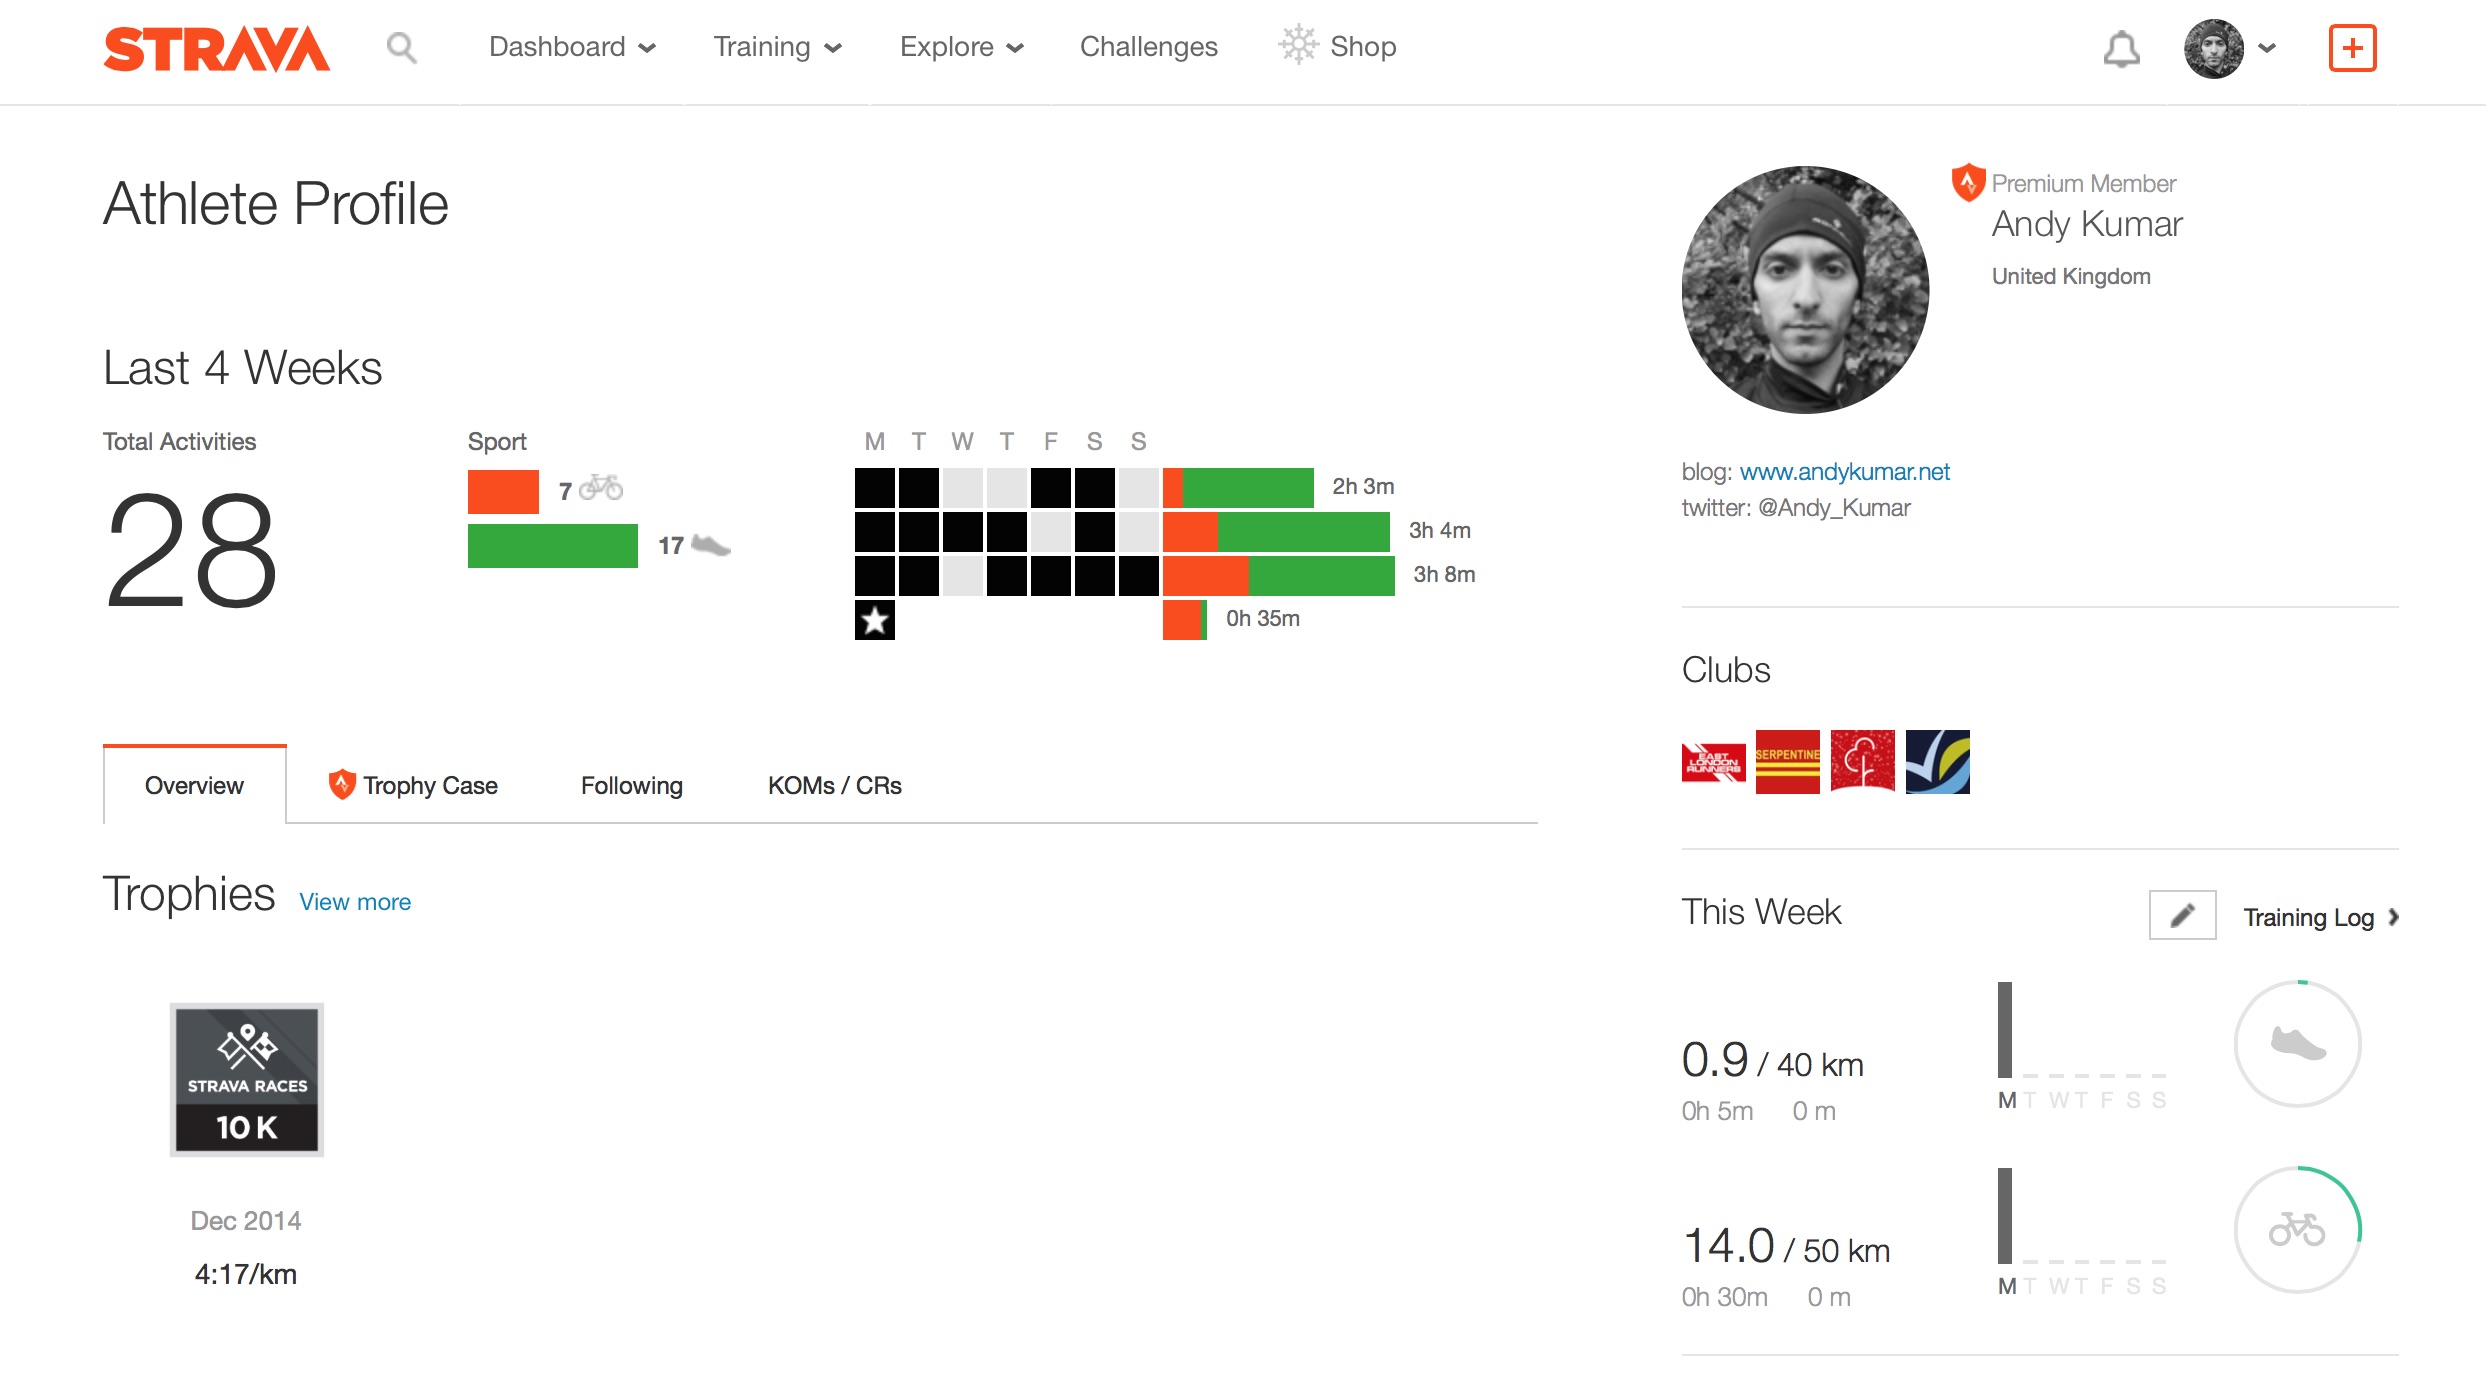 STRAVA
Dashboard
Training
Explore
Challenges
Shop
Athlete Profile
Premium Member
Andy Kumar
United Kingdom
blog: www.andykumar.net
twitter: @Andy_Kumar
Last 4 Weeks
Total Activities
28
Sport
7
17
M T W T F S S
2h 3m
3h 4m
3h 8m
0h 35m
Clubs
EAST
LONDON
RUNNERS
SERPENTINE
Overview
Trophy Case
Following
KOMs / CRs
Trophies
View more
STRAVA RACES
10 K
Dec 2014
4:17/km
This Week
Training Log
0.9 / 40 km
0h 5m 0 m
M T W T F S S
14.0 / 50 km
0h 30m 0 m
M T W T F S S